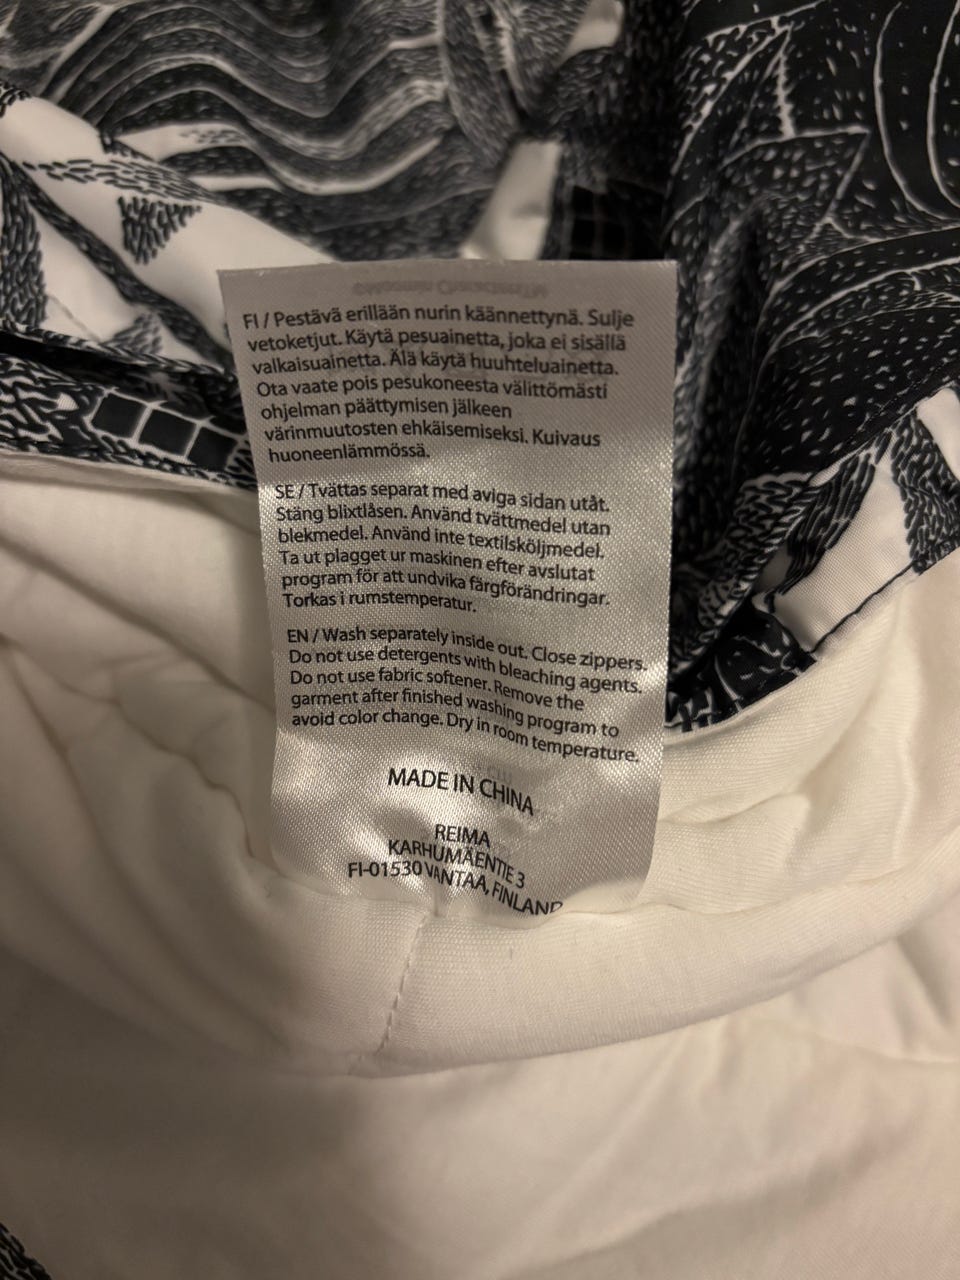 FI / Pestävä erillään nurin käännettynä. Sulje
vetoketjut. Käytä pesuainetta, joka ei sisällä
valkaisuainetta. Älä käytä huuhteluainetta.
Ota vaate pois pesukoneesta välittömästi
ohjelman päättymisen jälkeen
värinmuutosten ehkäisemiseksi. Kuivaus
huoneenlämmössä.
SE / Tvättas separat med aviga sidan utåt.
Stäng blixtlåsen. Använd tvättmedel utan
blekmedel. Använd inte textilsköljmedel.
Ta ut plagget ur maskinen efter avslutat
program för att undvika färgförändringar.
Torkas i rumstemperatur.
EN / Wash separately inside out. Close zippers.
Do not use detergents with bleaching agents.
Do not use fabric softener. Remove the
garment after finished washing program to
avoid color change. Dry in room temperature.
MADE IN CHINA
REIMA
KARHUMÄENTIE 3
FI-01530 VANTAA, FINLAND